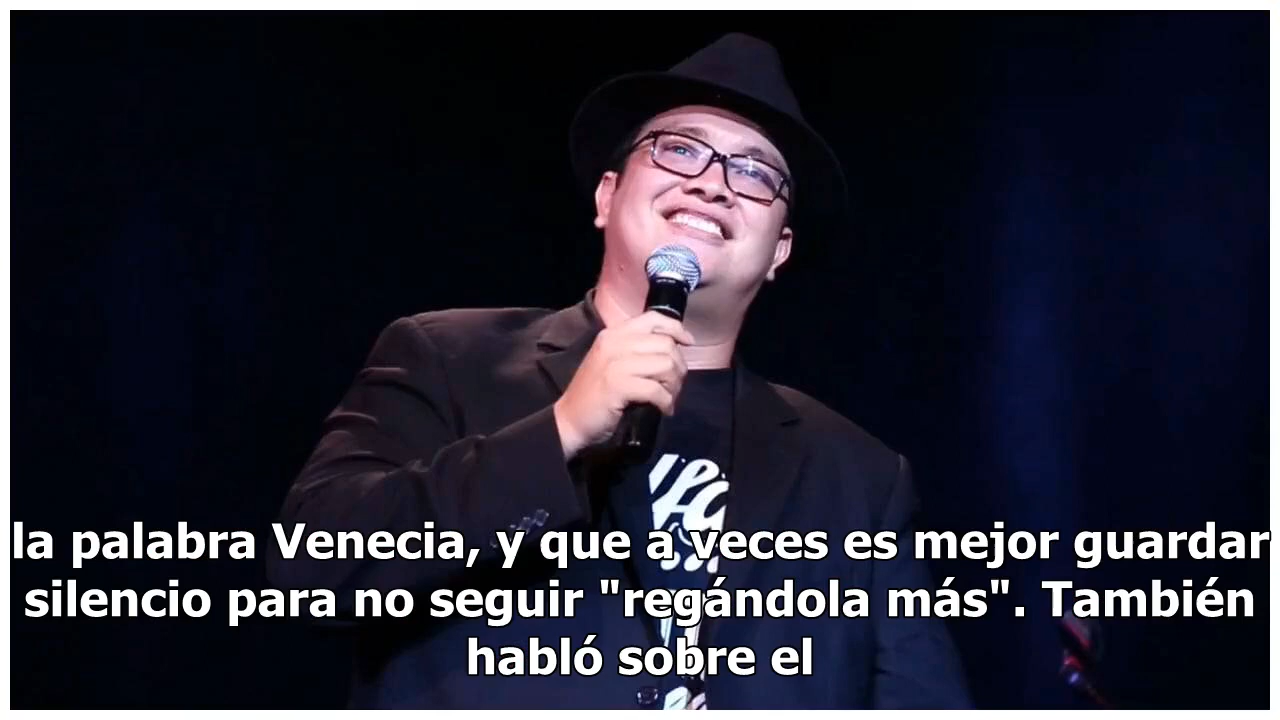 la palabra Venecia, y que a veces es mejor guardar
silencio para no seguir "regándola más". También
habló sobre el